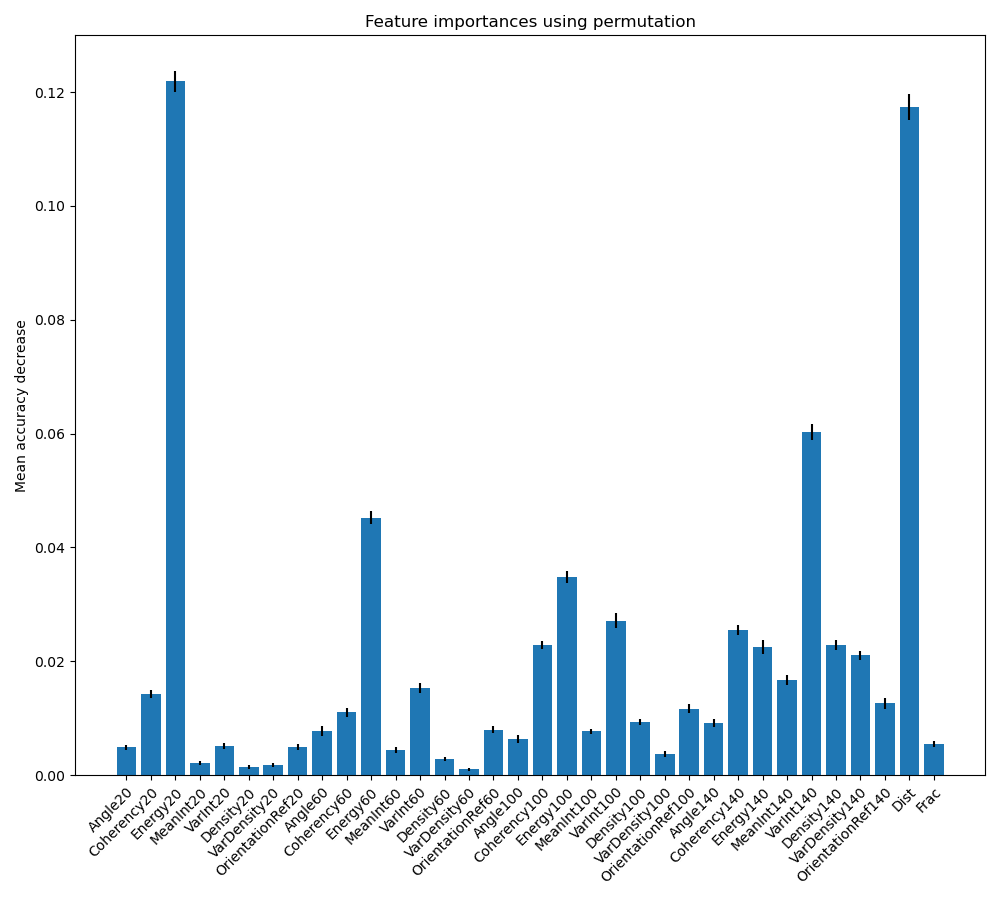 Feature importances using permutation
Mean accuracy decrease
0.12
0.10
0.08
0.06
0.04
0.02
0.00
Angle20
Coherency20
Energy20
MeanInt20
VarInt20
Density20
VarDensity20
OrientationRef20
Angle60
Coherency60
Energy60
MeanInt60
VarInt60
Density60
VarDensity60
OrientationRef60
Angle100
Coherency100
Energy100
MeanInt100
VarInt100
Density100
VarDensity100
OrientationRef100
Angle140
Coherency140
Energy140
MeanInt140
VarInt140
Density140
VarDensity140
OrientationRef140
Dist
Frac